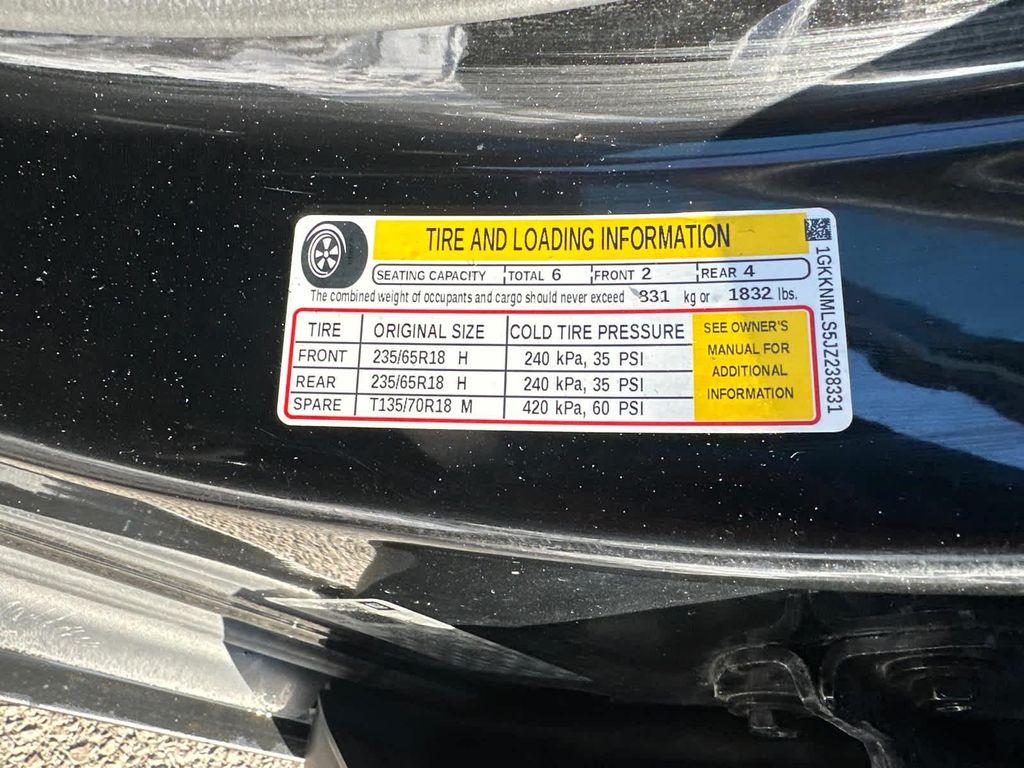 TIRE AND LOADING INFORMATION
SEATING CAPACITY TOTAL 6 FRONT 2 REAR 4
The combined weight of occupants and cargo should never exceed 831 kg or 1832 lbs.
TIRE ORIGINAL SIZE COLD TIRE PRESSURE
FRONT 235/65R18 H 240 kPa, 35 PSI
REAR 235/65R18 H 240 kPa, 35 PSI
SPARE T135/70R18 M 420 kPa, 60 PSI
SEE OWNER'S
MANUAL FOR
ADDITIONAL
INFORMATION
1GKKNMLS5JZ238331